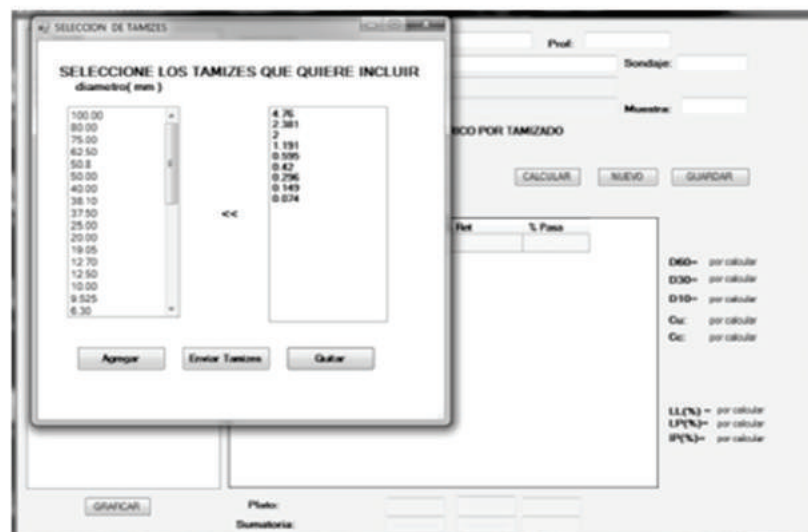 SELECCION DE TAMIZES
SELECCIONE LOS TAMIZES QUE QUIERE INCLUIR
diametro( mm )
100.00
80.00
75.00
62.50
50.8
50.00
40.00
38.10
37.50
25.00
20.00
19.05
12.70
12.50
10.00
9.525
6.30
<<
4.76
2.381
2
1.191
0.595
0.42
0.296
0.149
0.074
Agregar
Enviar Tamizes
Quitar
Prof:
Sondaje:
Muestra:
RICO POR TAMIZADO
CALCULAR
NUEVO
GUARDAR
Ret
% Pasa
D60= por calcular
D30= por calcular
D10= por calcular
Cu: por calcular
Cc: por calcular
LL(%) = por calcular
LP(%)= por calcular
IP(%)= por calcular
GRAFICAR
Plato:
Sumatoria: